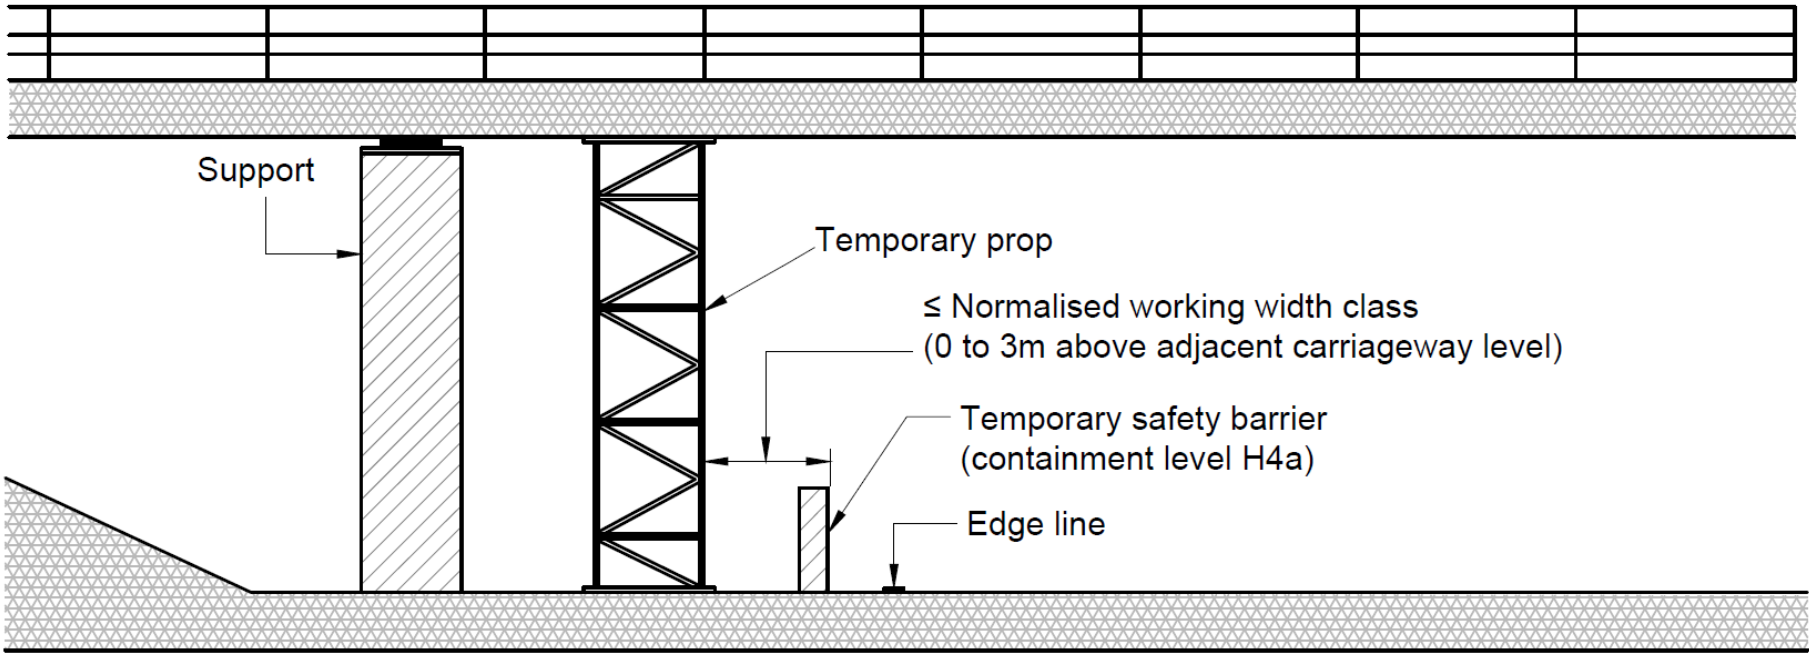 Support
Temporary prop
≤ Normalised working width class
(0 to 3m above adjacent carriageway level)
Temporary safety barrier
(containment level H4a)
Edge line